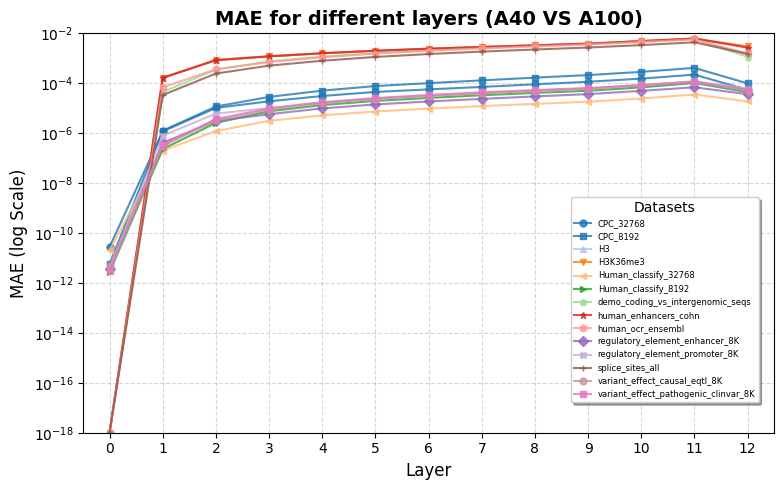 MAE for different layers (A40 VS A100)
MAE (log Scale)
10⁻²
10⁻⁴
10⁻⁶
10⁻⁸
10⁻¹⁰
10⁻¹²
10⁻¹⁴
10⁻¹⁶
10⁻¹⁸
Datasets
CPC_32768
CPC_8192
H3
H3K36me3
Human_classify_32768
Human_classify_8192
demo_coding_vs_intergenomic_seqs
human_enhancers_cohn
human_ocr_ensembl
regulatory_element_enhancer_8K
regulatory_element_promoter_8K
splice_sites_all
variant_effect_causal_eqtl_8K
variant_effect_pathogenic_clinvar_8K
0 1 2 3 4 5 6 7 8 9 10 11 12
Layer